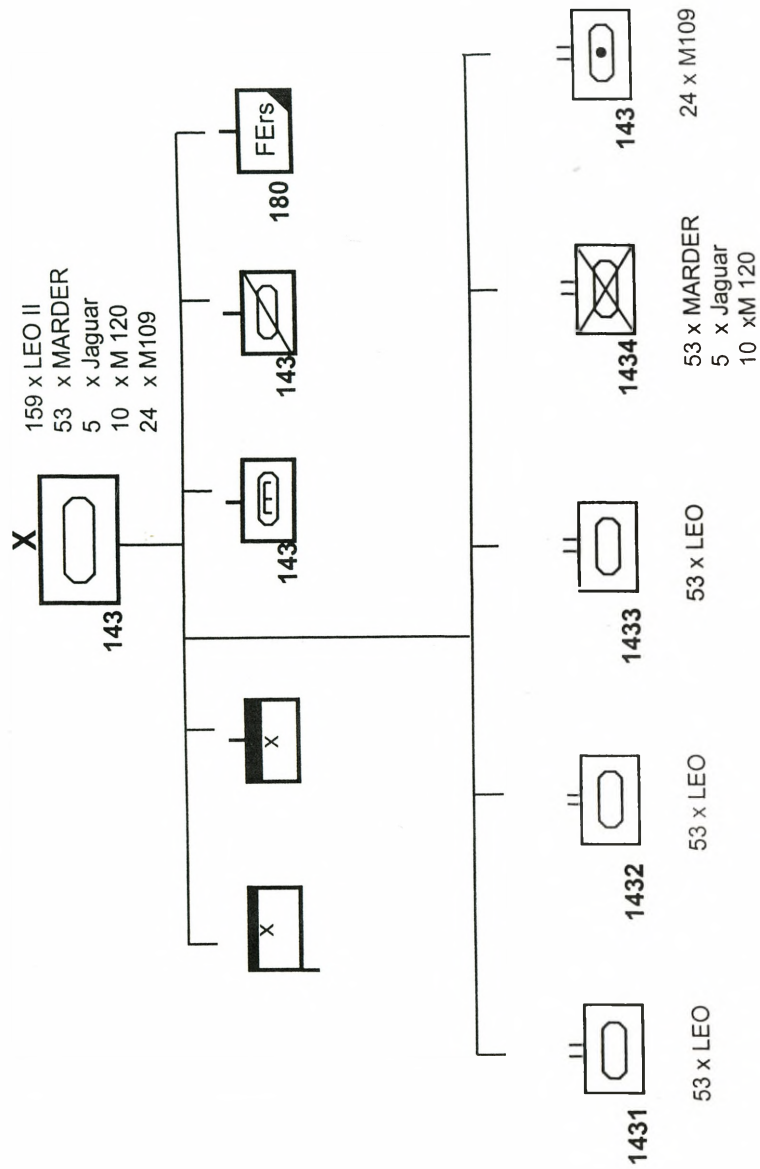 X
143
159 x LEO II
53 x MARDER
5 x Jaguar
10 x M 120
24 x M109
X
X
143
143
180
FErs
1431
53 x LEO
1432
53 x LEO
1433
53 x LEO
1434
53 x MARDER
5 x Jaguar
10 xM 120
143
24 x M109